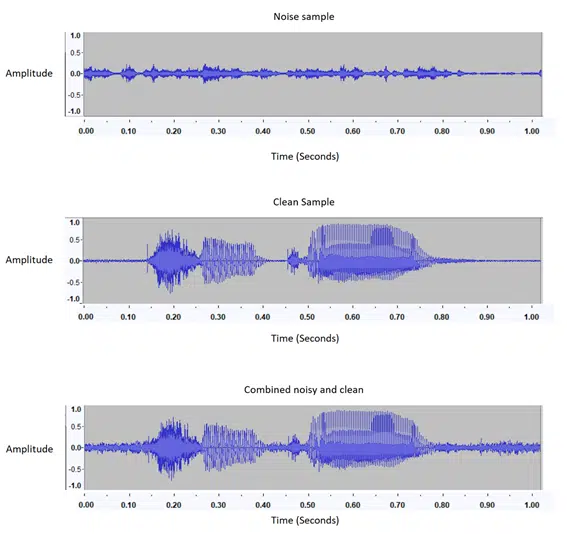 Noise sample
1.0
0.5
Amplitude 0.0
-0.5
-1.0
0.00 0.10 0.20 0.30 0.40 0.50 0.60 0.70 0.80 0.90 1.00
Time (Seconds)
Clean Sample
1.0
0.5
Amplitude 0.0
-0.5
-1.0
0.00 0.10 0.20 0.30 0.40 0.50 0.60 0.70 0.80 0.90 1.00
Time (Seconds)
Combined noisy and clean
1.0
0.5
Amplitude 0.0
-0.5
-1.0
0.00 0.10 0.20 0.30 0.40 0.50 0.60 0.70 0.80 0.90 1.00
Time (Seconds)